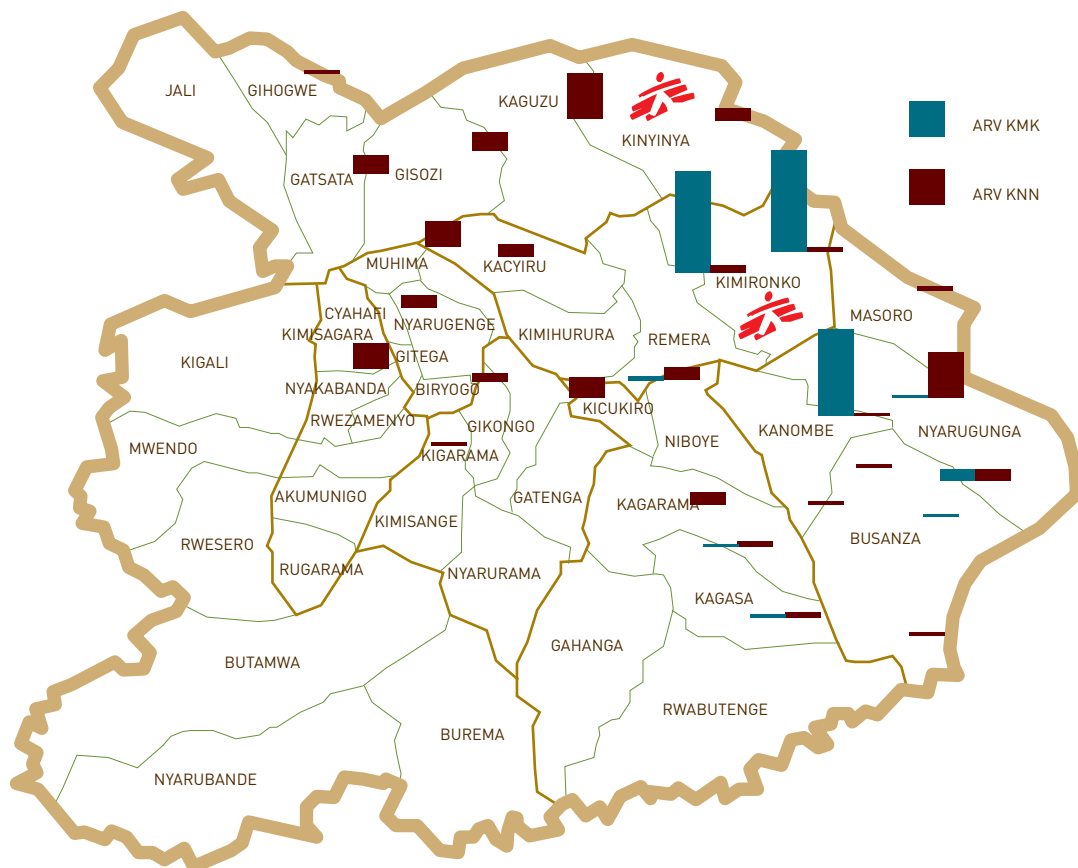 JALI
GIHOGWE
KAGUZU
KINYINYA
ARV KMK
GATSATA
GISOZI
ARV KNN
MUHIMA
KACYIRU
KIMIRONKO
CYAHAFI
NYARUGENGE
KIMIHURURA
REMERA
MASORO
KIMISAGARA
KIGALI
GITEGA
NYAKABANDA
BIRYOGO
KICUKIRO
RWEZAMENYO
GIKONGO
NIBOYE
KANOMBE
NYARUGUNGA
MWENDO
KIGARAMA
AKUMUNIGO
GATENGA
KAGARAMA
KIMISANGE
BUSANZA
RWESERO
RUGARAMA
NYARURAMA
KAGASA
GAHANGA
BUTAMWA
RWABUTENGE
BUREMA
NYARUBANDE